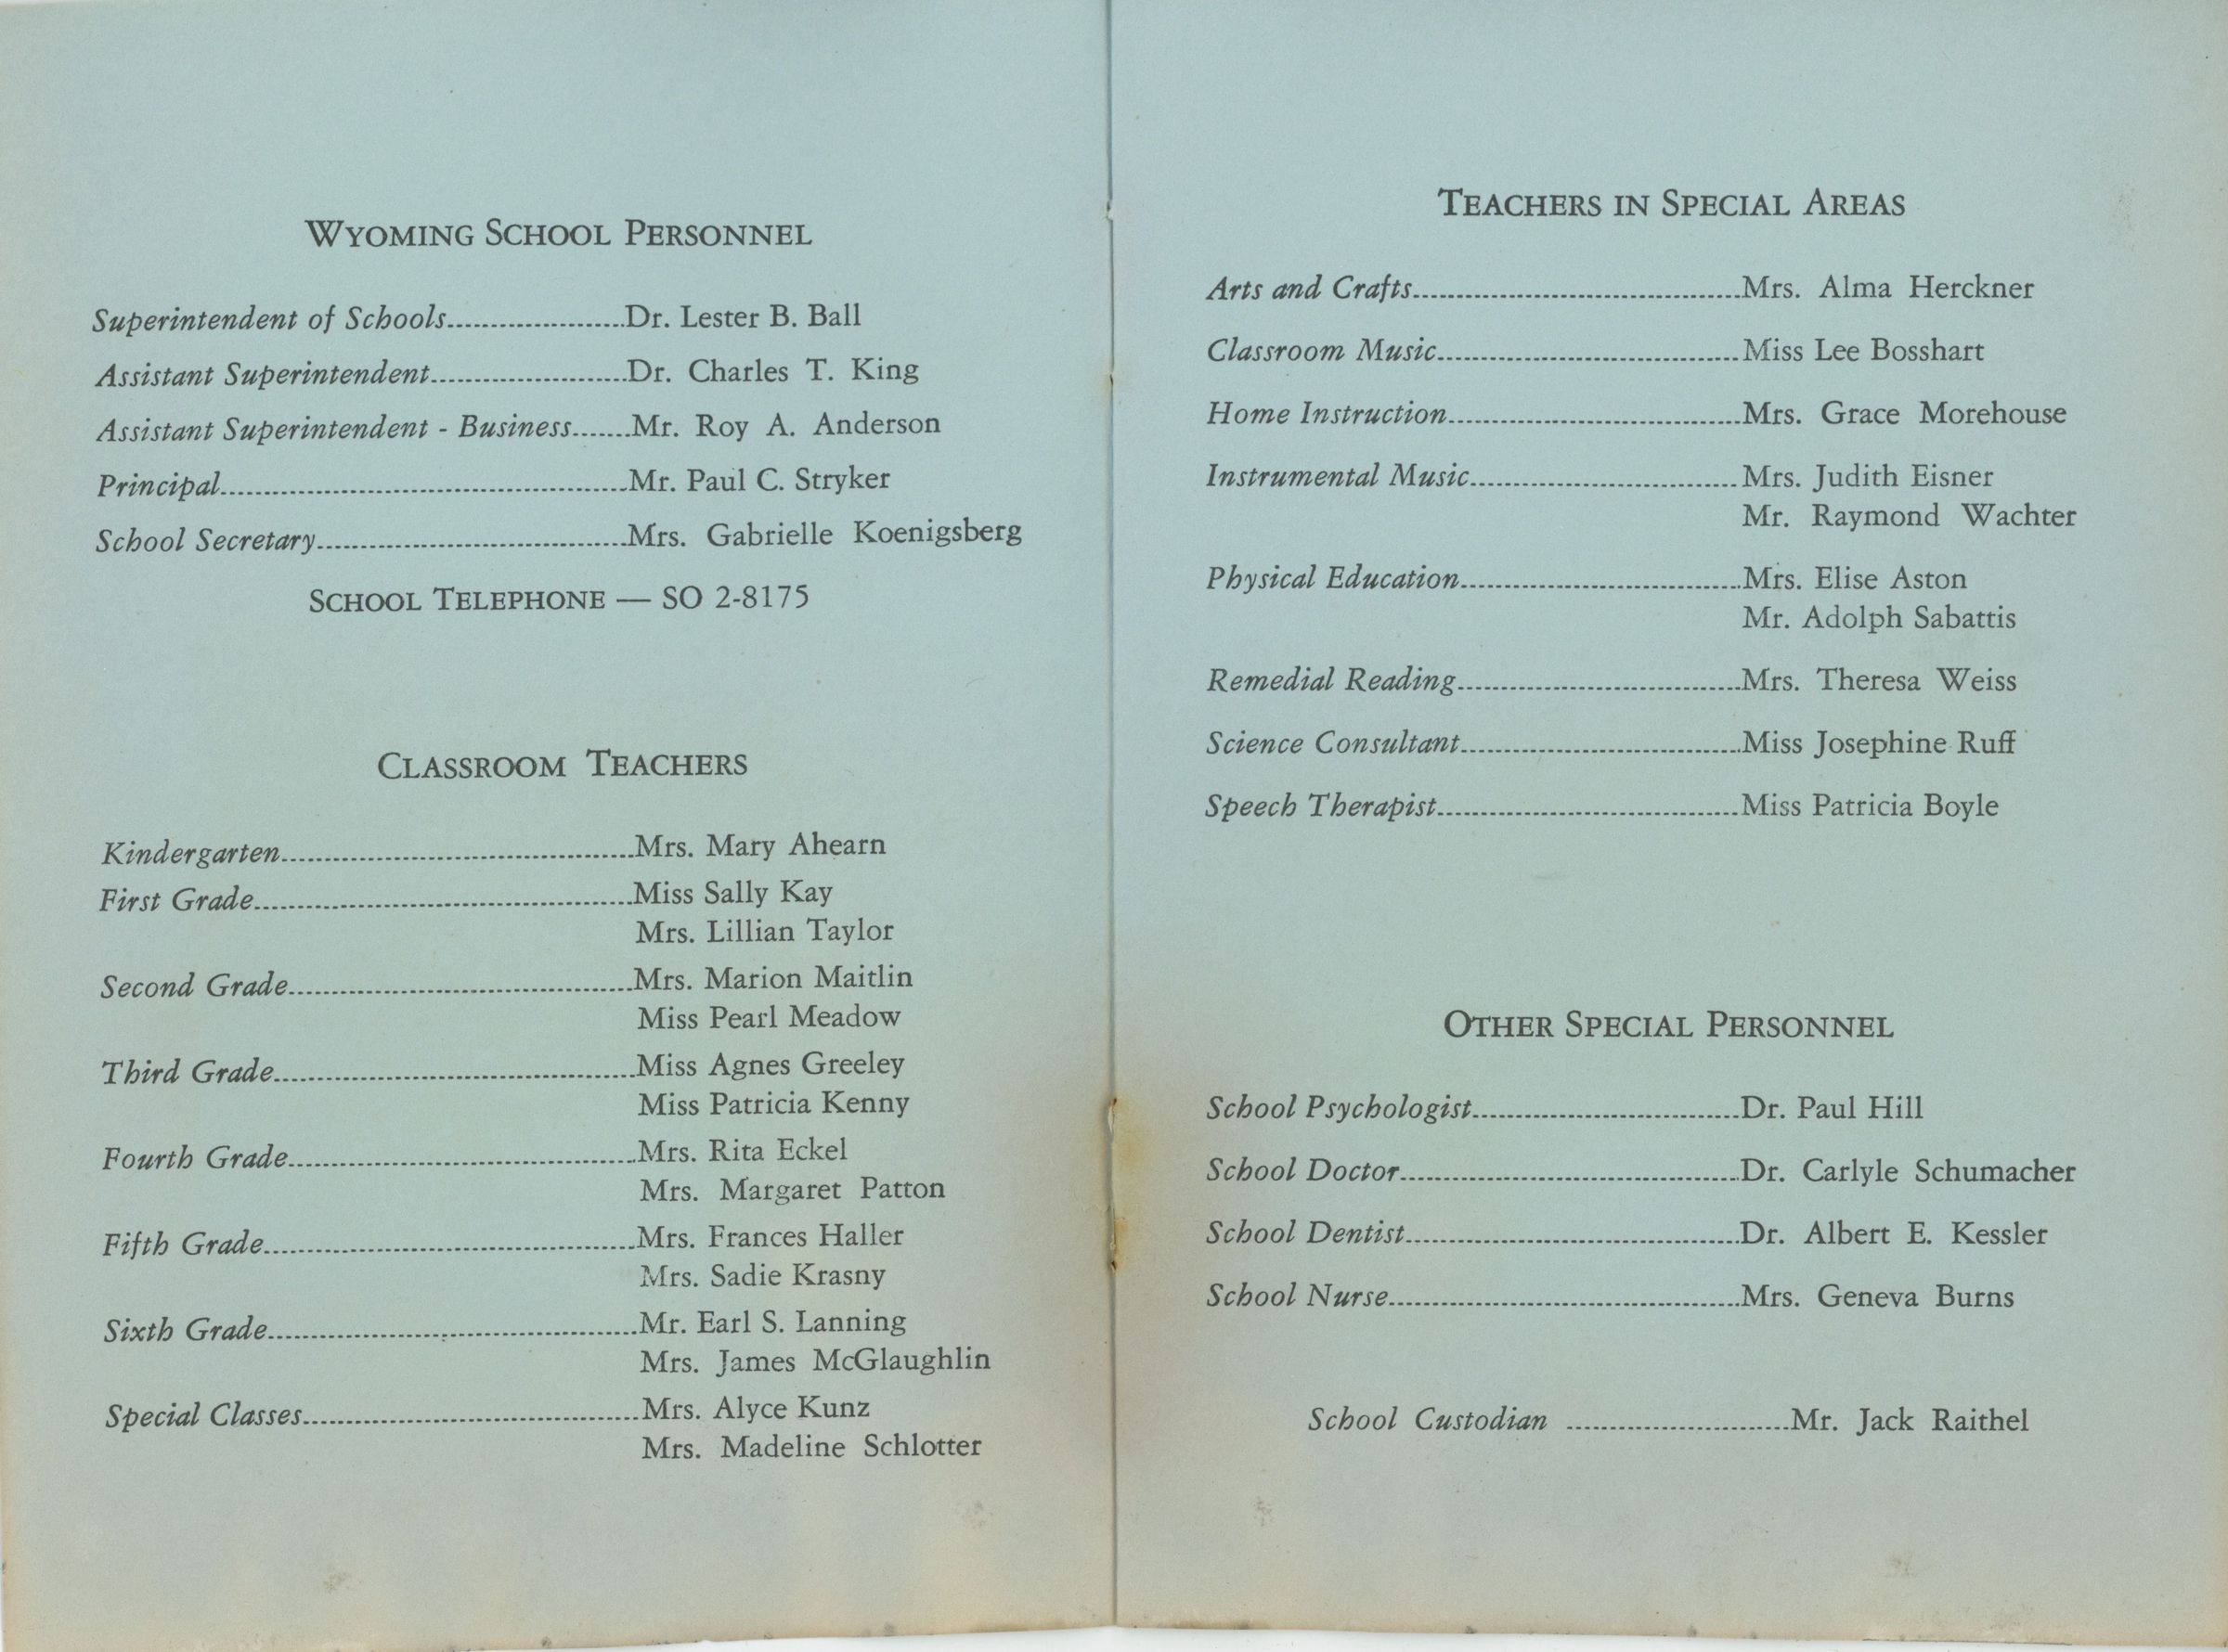 WYOMING SCHOOL PERSONNEL
Superintendent of Schools....................Dr. Lester B. Ball
Assistant Superintendent......................Dr. Charles T. King
Assistant Superintendent - Business.......Mr. Roy A. Anderson
Principal..............................................Mr. Paul C. Stryker
School Secretary...................................Mrs. Gabrielle Koenigsberg
SCHOOL TELEPHONE — SO 2-8175
CLASSROOM TEACHERS
Kindergarten........................................Mrs. Mary Ahearn
First Grade...........................................Miss Sally Kay
Mrs. Lillian Taylor
Second Grade.......................................Mrs. Marion Maitlin
Miss Pearl Meadow
Third Grade.........................................Miss Agnes Greeley
Miss Patricia Kenny
Fourth Grade.......................................Mrs. Rita Eckel
Mrs. Margaret Patton
Fifth Grade..........................................Mrs. Frances Haller
Mrs. Sadie Krasny
Sixth Grade..........................................Mr. Earl S. Lanning
Mrs. James McGlaughlin
Special Classes......................................Mrs. Alyce Kunz
Mrs. Madeline Schlotter
TEACHERS IN SPECIAL AREAS
Arts and Crafts.....................................Mrs. Alma Herckner
Classroom Music..................................Miss Lee Bosshart
Home Instruction.................................Mrs. Grace Morehouse
Instrumental Music..............................Mrs. Judith Eisner
Mr. Raymond Wachter
Physical Education................................Mrs. Elise Aston
Mr. Adolph Sabattis
Remedial Reading................................Mrs. Theresa Weiss
Science Consultant................................Miss Josephine Ruff
Speech Therapist..................................Miss Patricia Boyle
OTHER SPECIAL PERSONNEL
School Psychologist..............................Dr. Paul Hill
School Doctor......................................Dr. Carlyle Schumacher
School Dentist......................................Dr. Albert E. Kessler
School Nurse........................................Mrs. Geneva Burns
School Custodian .........................Mr. Jack Raithel